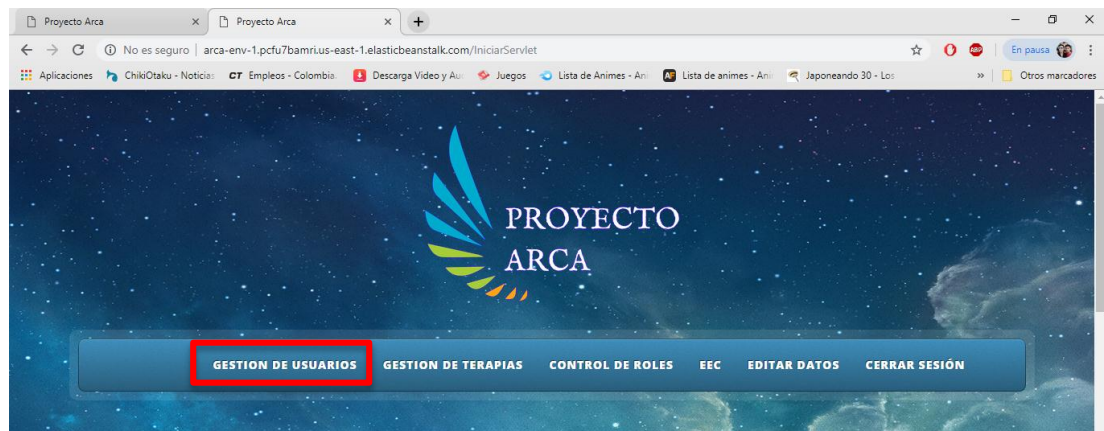 Proyecto Arca
Proyecto Arca
No es seguro | arca-env-1.pcfu7bamri.us-east-1.elasticbeanstalk.com/IniciarServlet
ABP
En pausa
Aplicaciones ChikiOtaku - Noticias CT Empleos - Colombia. Descarga Video y Au Juegos Lista de Animes - Ani AF Lista de animes - Ani Japoneando 30 - Los » Otros marcadores
PROYECTO
ARCA
GESTION DE USUARIOS GESTION DE TERAPIAS CONTROL DE ROLES EEC EDITAR DATOS CERRAR SESIÓN